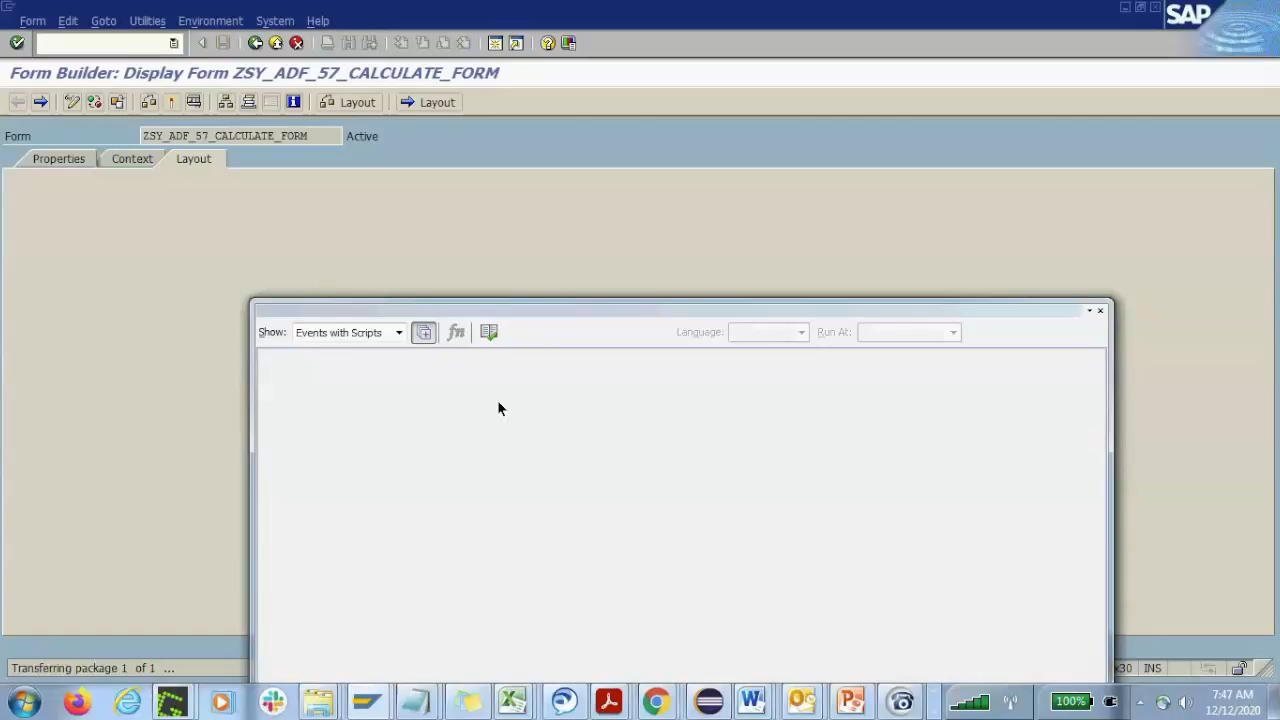 Form Edit Goto Utilities Environment System Help
SAP
Form Builder: Display Form ZSY_ADF_57_CALCULATE_FORM
Layout Layout
Form ZSY_ADF_57_CALCULATE_FORM Active
Properties Context Layout
Show: Events with Scripts fn Language: Run At:
Transferring package 1 of 1 ...
x30 INS
100% 7:47 AM
12/12/2020